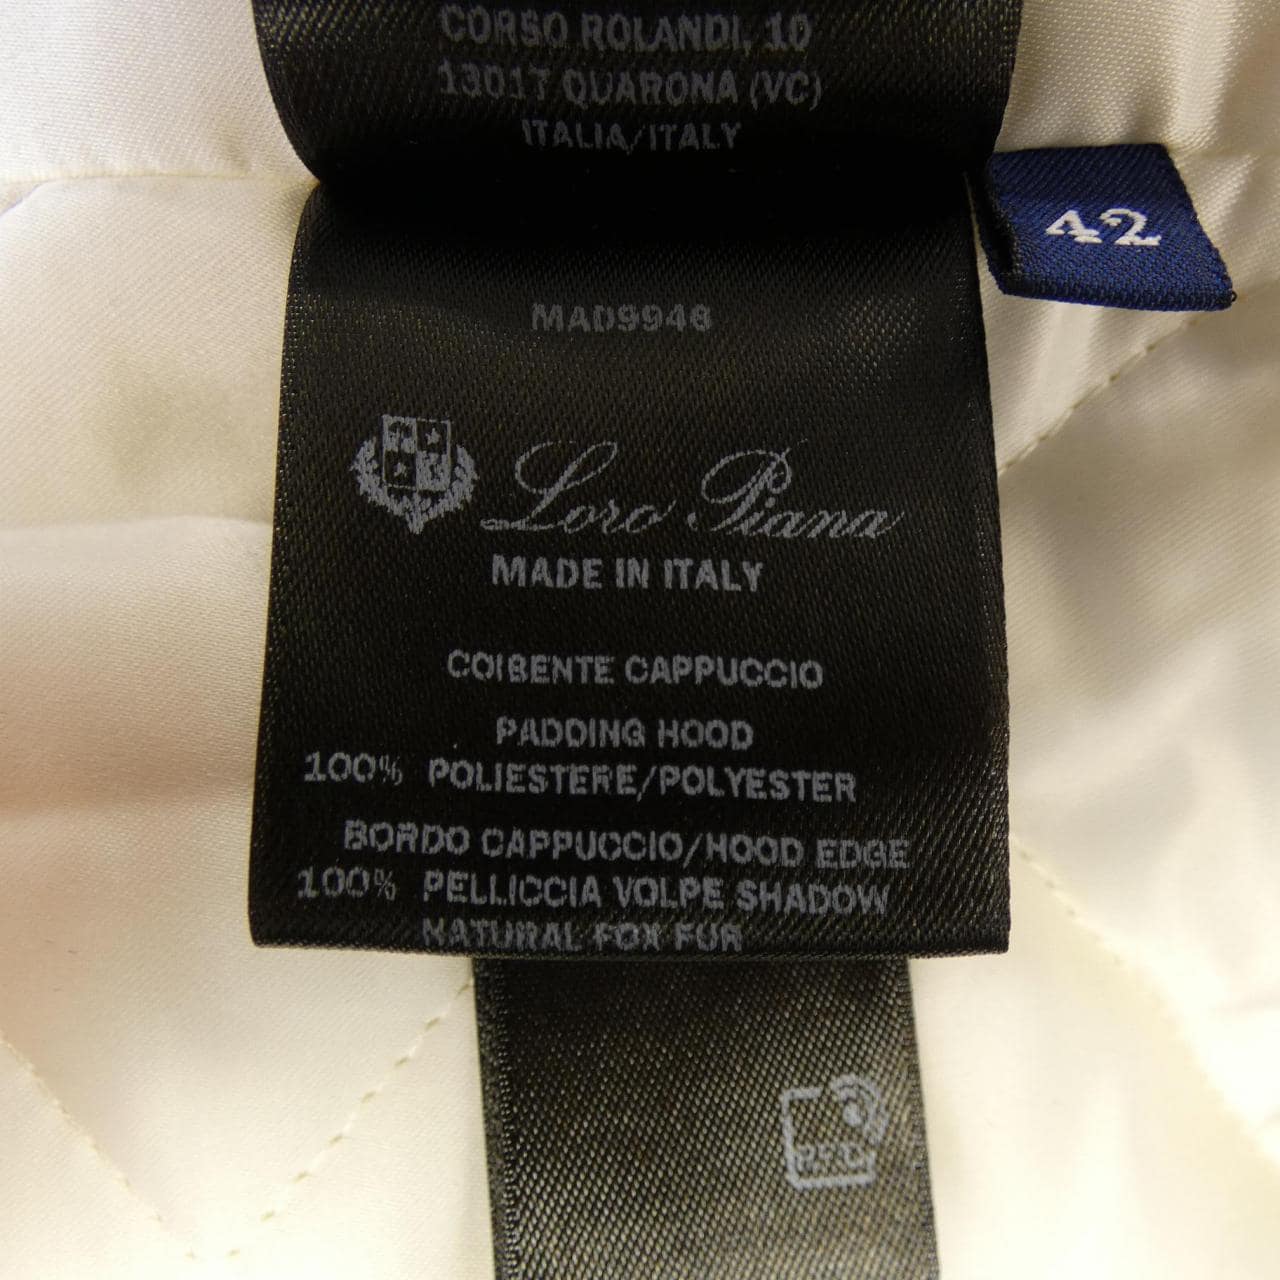 CORSO ROLANDI, 10
13017 QUARONA (VC)
ITALIA/ITALY
42
MAD9946
Loro Piana
MADE IN ITALY
COIBENTE CAPPUCCIO
PADDING HOOD
100% POLIESTERE/POLYESTER
BORDO CAPPUCCIO/HOOD EDGE
100% PELLICCIA VOLPE SHADOW
NATURAL FOX FUR